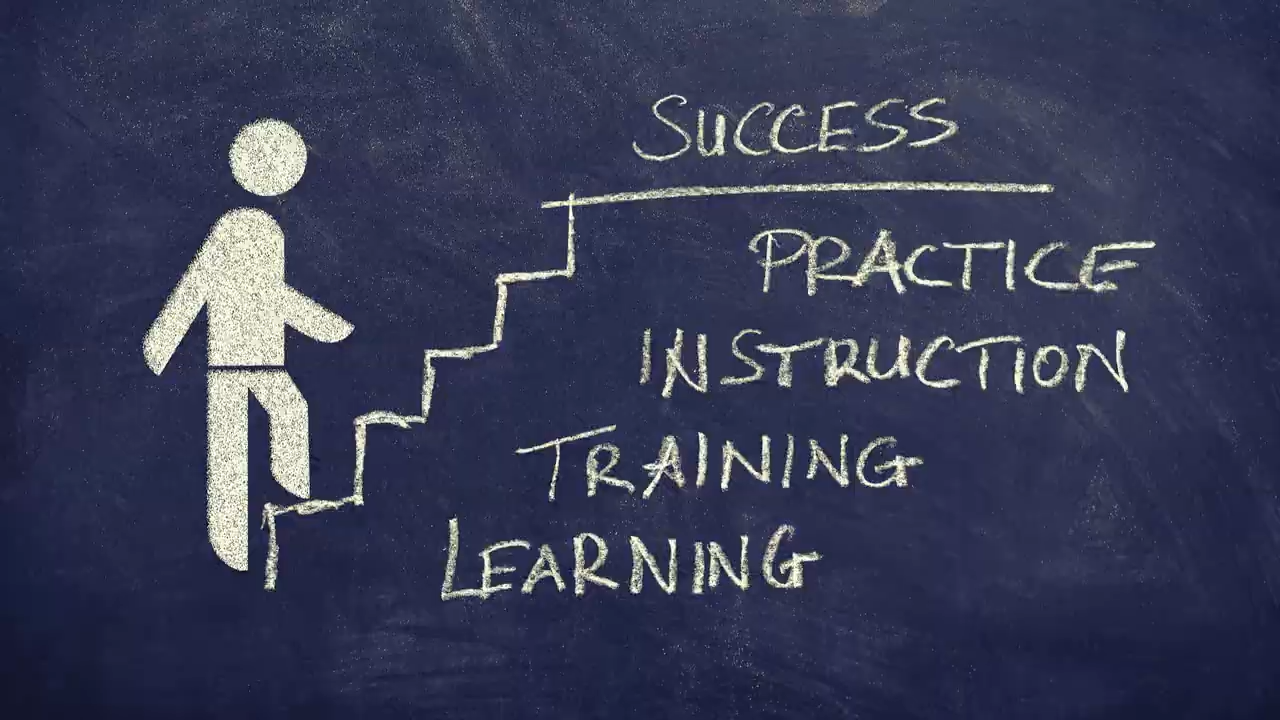 SUCCESS
PRACTICE
INSTRUCTION
TRAINING
LEARNING